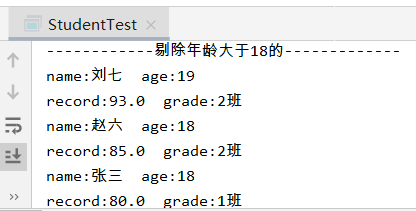 StudentTest
------------剔除年龄大于18的-------------
name:刘七  age:19
record:93.0  grade:2班
name:赵六  age:18
record:85.0  grade:2班
name:张三  age:18
record:80.0  grade:1班